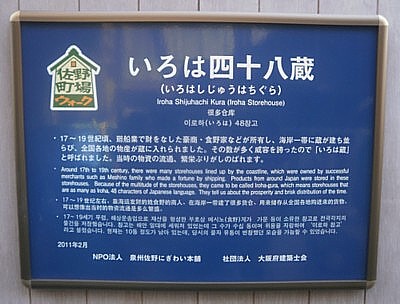 佐野
町場
ウォーク
いろは四十八蔵
(いろはしじゅうはちぐら)
Iroha Shijuhachi Kura (Iroha Storehouse)
很多仓库
이로하(いろは) 48창고
・17〜19世紀頃、廻船業で財をなした豪商・食野家などが所有し、海岸一帯に蔵が建ち並
らび、全国各地の物産が蔵に入れられました。その数が多く威容を誇ったので「いろは蔵」
と呼ばれました。当時の物資の流通、繁栄ぶりがしのばれます。
・Around 17th to 19th century, there were many storehouses lined up by the coastline, which were owned by successful
merchants such as Meshino family who made a fortune by shipping. Products from around Japan were stored in these
storehouses. Because of the multitude of the storehouses, they came to be called Iroha-gura, which means storehouses that
are as many as Iroha, 48 characters of Japanese language. They tell us about the prosperity and brisk distribution of the time.
2011年2月
NPO法人 泉州佐野にぎわい本舗 社団法人 大阪府建築士会